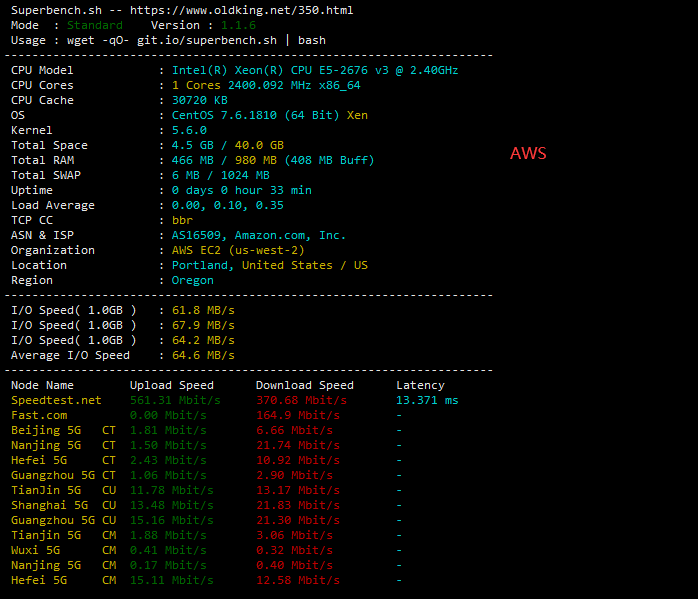 Superbench.sh -- https://www.oldking.net/350.html
Mode : Standard Version : 1.1.6
Usage : wget -qO- git.io/superbench.sh | bash
----------------------------------------------------------------------
CPU Model : Intel(R) Xeon(R) CPU E5-2676 v3 @ 2.40GHz
CPU Cores : 1 Cores 2400.092 MHz x86_64
CPU Cache : 30720 KB
OS : CentOS 7.6.1810 (64 Bit) Xen
Kernel : 5.6.0
Total Space : 4.5 GB / 40.0 GB
Total RAM : 466 MB / 980 MB (408 MB Buff)
Total SWAP : 6 MB / 1024 MB
Uptime : 0 days 0 hour 33 min
Load Average : 0.00, 0.10, 0.35
TCP CC : bbr
ASN & ISP : AS16509, Amazon.com, Inc.
Organization : AWS EC2 (us-west-2)
Location : Portland, United States / US
Region : Oregon
AWS
----------------------------------------------------------------------
I/O Speed( 1.0GB ) : 61.8 MB/s
I/O Speed( 1.0GB ) : 67.9 MB/s
I/O Speed( 1.0GB ) : 64.2 MB/s
Average I/O Speed : 64.6 MB/s
----------------------------------------------------------------------
Node Name Upload Speed Download Speed Latency
Speedtest.net 561.31 Mbit/s 370.68 Mbit/s 13.371 ms
Fast.com 0.00 Mbit/s 164.9 Mbit/s -
Beijing 5G CT 1.81 Mbit/s 6.66 Mbit/s -
Nanjing 5G CT 1.50 Mbit/s 21.74 Mbit/s -
Hefei 5G CT 2.43 Mbit/s 10.92 Mbit/s -
Guangzhou 5G CT 1.06 Mbit/s 2.90 Mbit/s -
TianJin 5G CU 11.78 Mbit/s 13.17 Mbit/s -
Shanghai 5G CU 13.48 Mbit/s 21.83 Mbit/s -
Guangzhou 5G CU 15.16 Mbit/s 21.30 Mbit/s -
Tianjin 5G CM 1.88 Mbit/s 3.06 Mbit/s -
Wuxi 5G CM 0.41 Mbit/s 0.32 Mbit/s -
Nanjing 5G CM 0.17 Mbit/s 0.40 Mbit/s -
Hefei 5G CM 15.11 Mbit/s 12.58 Mbit/s -